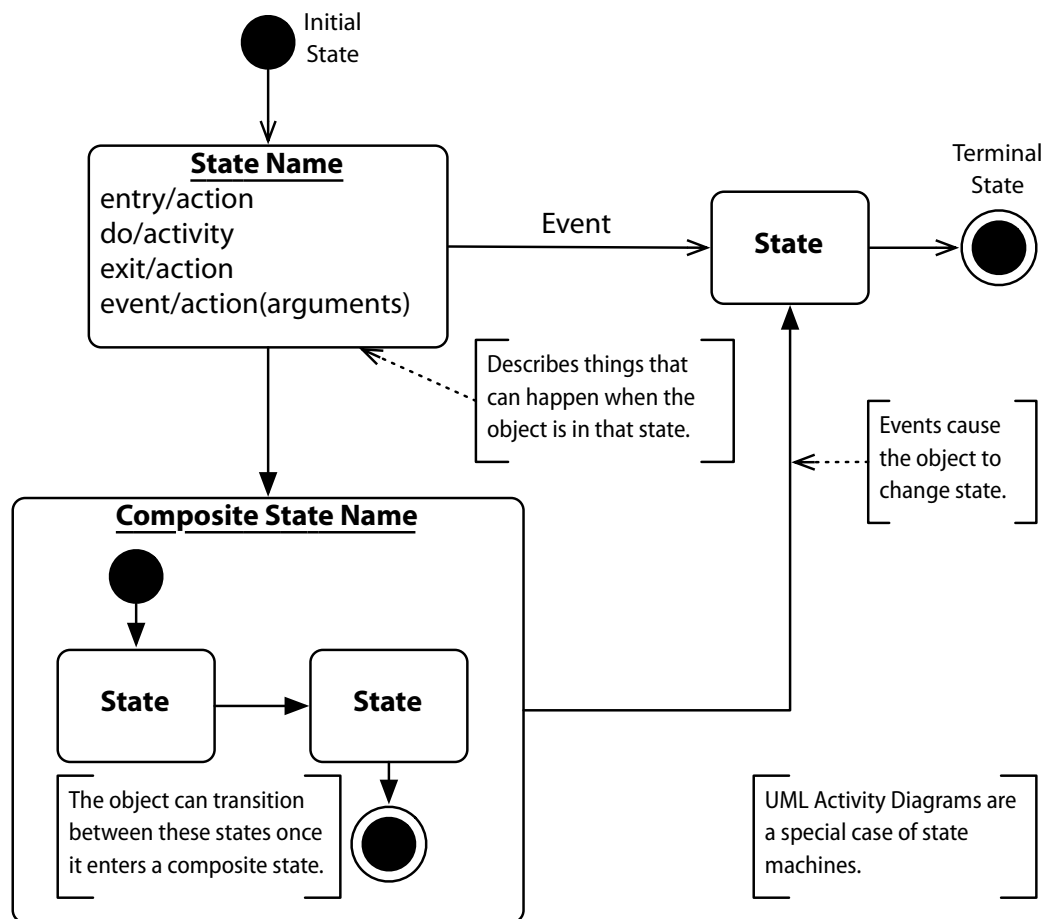 Initial
State
State Name
entry/action
do/activity
exit/action
event/action(arguments)
Event
State
Terminal
State
Describes things that
can happen when the
object is in that state.
Events cause
the object to
change state.
Composite State Name
State
State
The object can transition
between these states once
it enters a composite state.
UML Activity Diagrams are
a special case of state
machines.